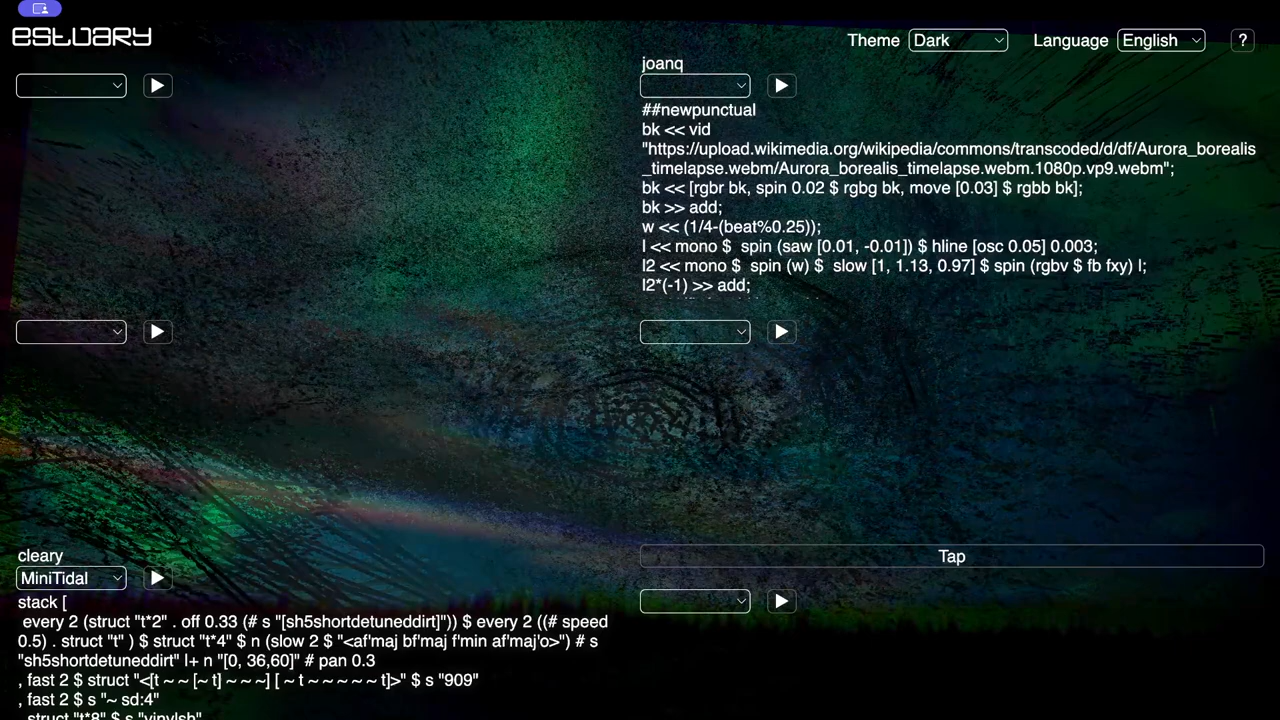 estuary
Theme Dark Language English ?
joanq
##newpunctual
bk << vid
"https://upload.wikimedia.org/wikipedia/commons/transcoded/d/df/Aurora_borealis
_timelapse.webm/Aurora_borealis_timelapse.webm.1080p.vp9.webm";
bk << [rgbr bk, spin 0.02 $ rgbg bk, move [0.03] $ rgbb bk];
bk >> add;
w << (1/4-(beat%0.25));
l << mono $  spin (saw [0.01, -0.01]) $ hline [osc 0.05] 0.003;
l2 << mono $  spin (w) $  slow [1, 1.13, 0.97] $ spin (rgbv $ fb fxy) l;
l2*(-1) >> add;
Tap
cleary
MiniTidal
stack [
every 2 (struct "t*2" . off 0.33 (# s "[sh5shortdetuneddirt]")) $ every 2 ((# speed
0.5) . struct "t" ) $ struct "t*4" $ n (slow 2 $ "<af'maj bf'maj f'min af'maj'o>") # s
"sh5shortdetuneddirt" |+ n "[0, 36,60]" # pan 0.3
, fast 2 $ struct "<[t ~ ~ [~ t] ~ ~ ~] [ ~ t ~ ~ ~ ~ ~ t]>" $ s "909"
, fast 2 $ s "~ sd:4"
, struct "t*8" $ s "vinylsh"